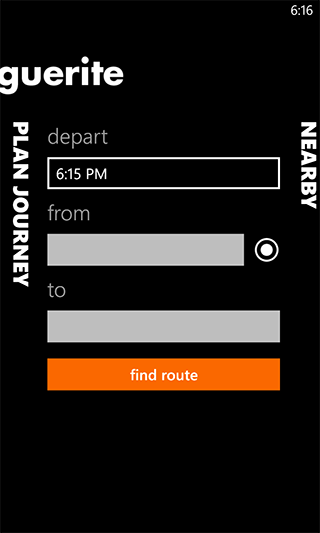 6:16
guerite
PLAN JOURNEY
depart
6:15 PM
from
to
find route
NEARBY